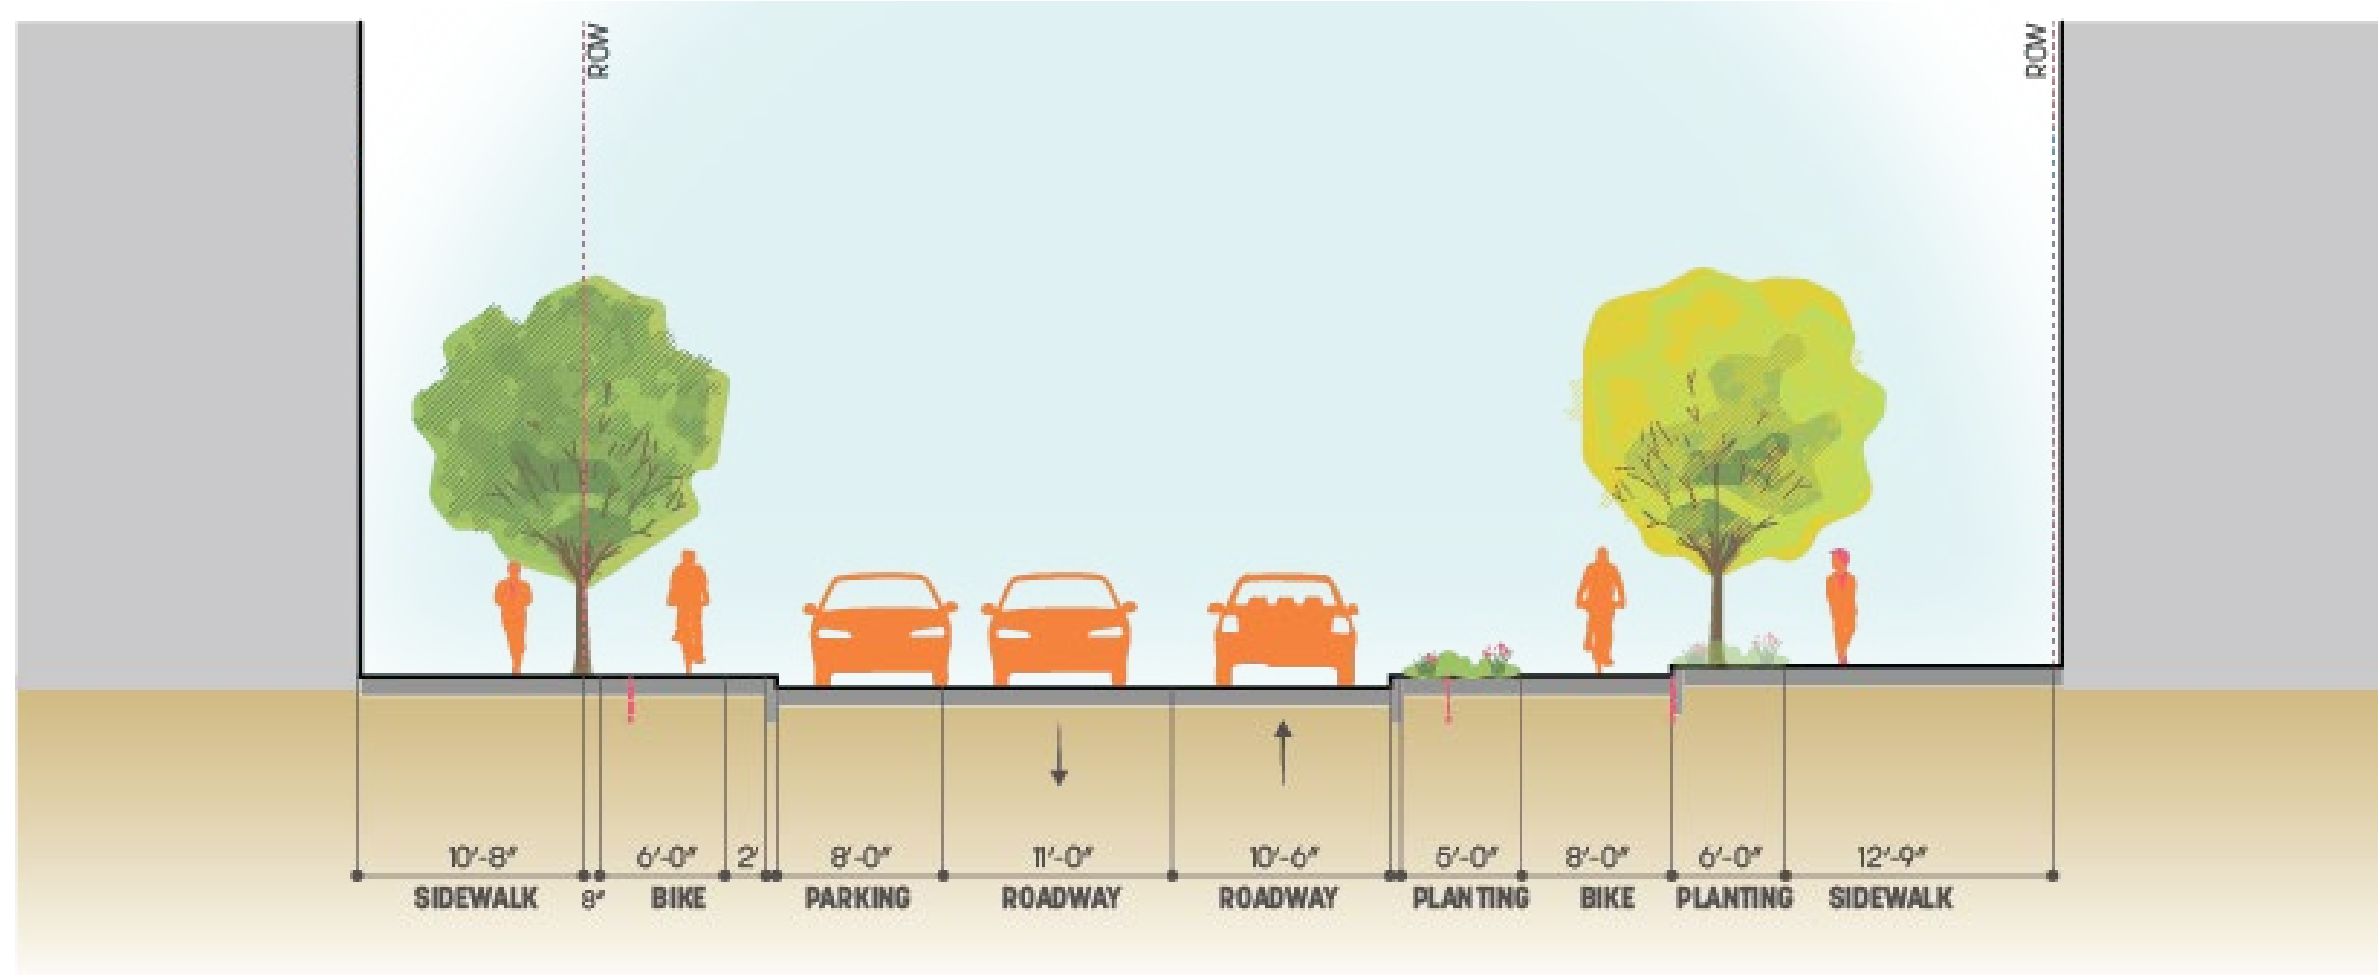 ROW ROW
10'-8" 6'-0" 2' 8'-0" 11'-0" 10'-6" 5'-0" 8'-0" 6'-0" 12'-9"
SIDEWALK 8" BIKE PARKING ROADWAY ROADWAY PLANTING BIKE PLANTING SIDEWALK